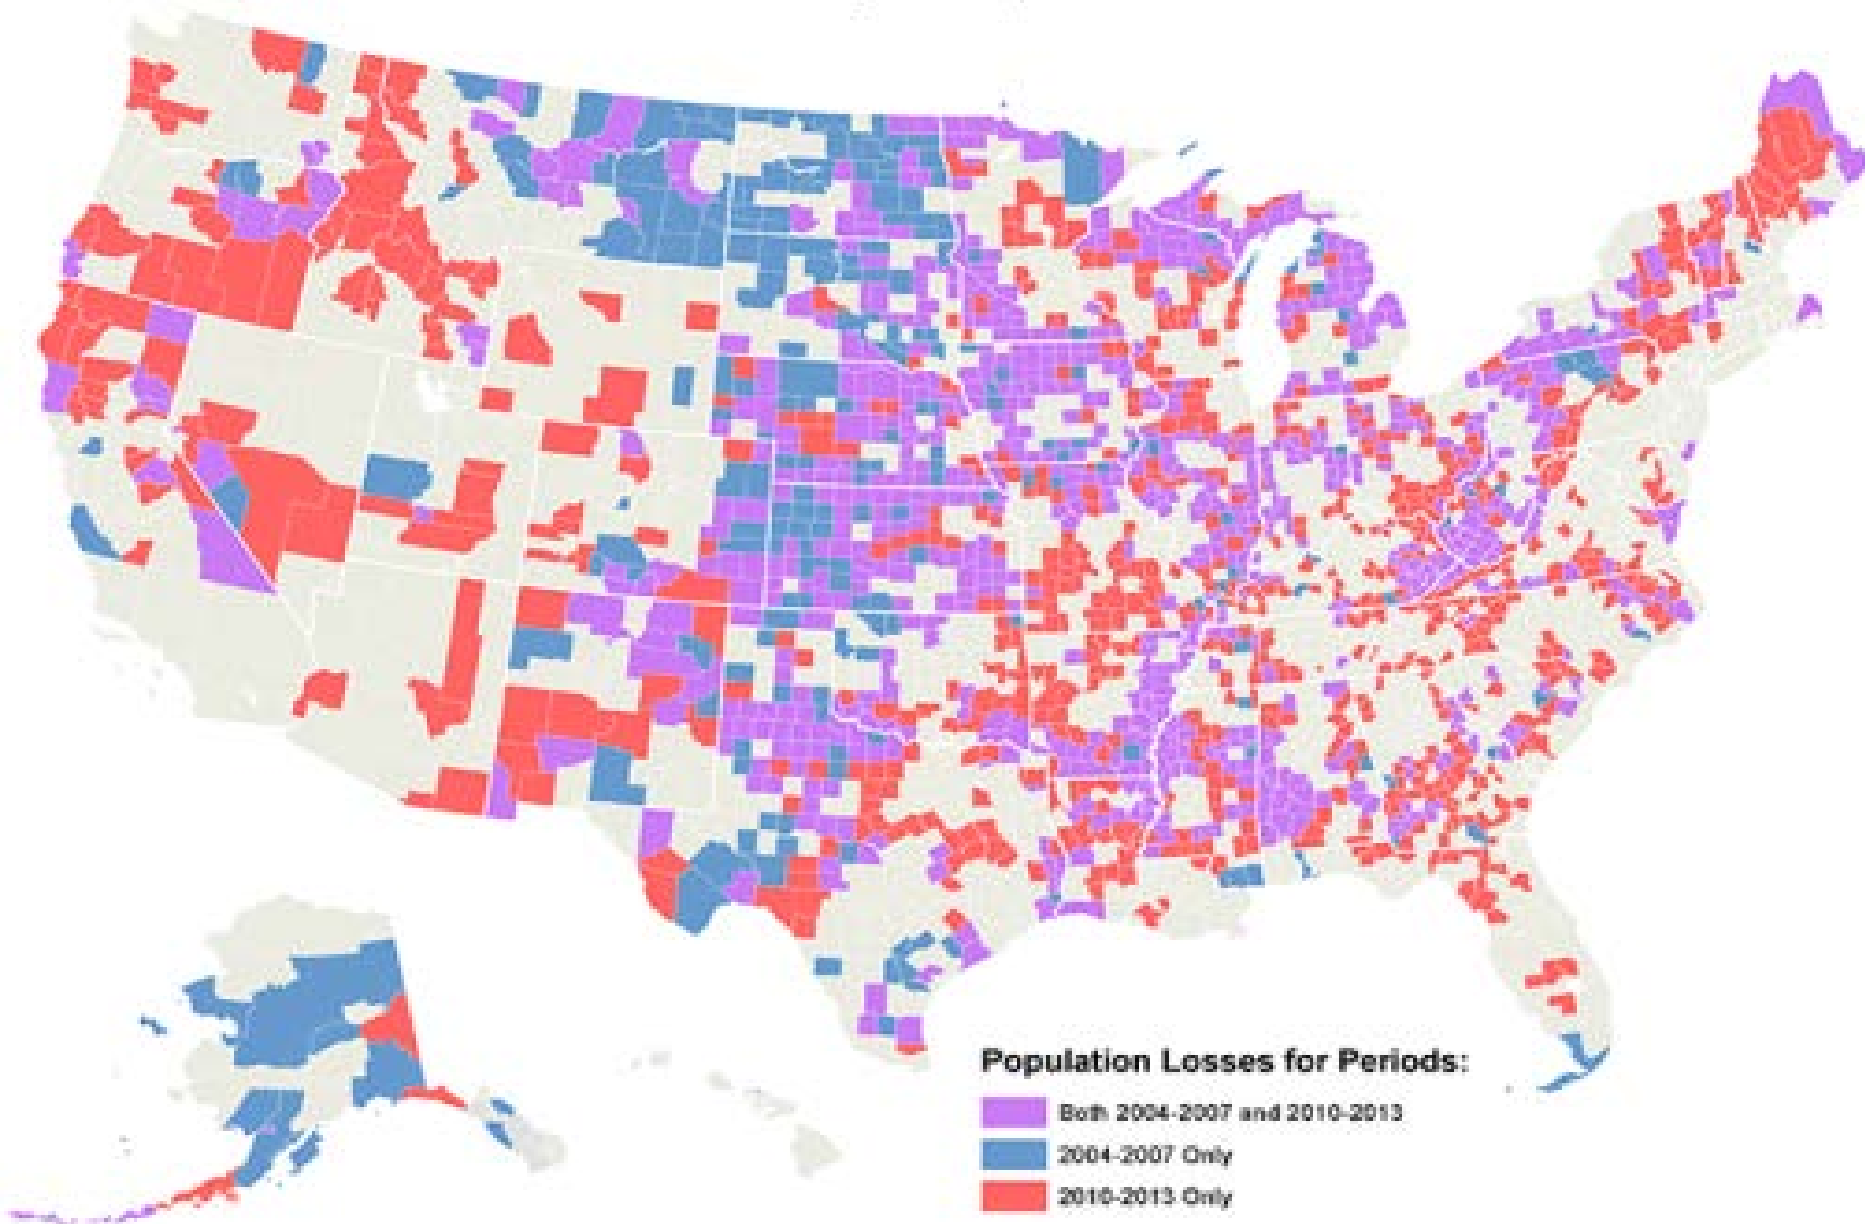 Population Losses for Periods:
Both 2004-2007 and 2010-2013
2004-2007 Only
2010-2013 Only